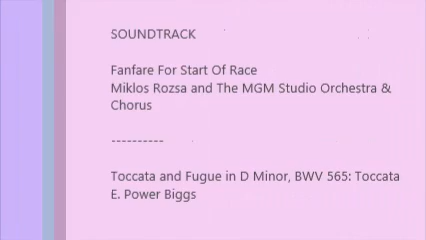 SOUNDTRACK
Fanfare For Start Of Race
Miklos Rozsa and The MGM Studio Orchestra &
Chorus
----------
Toccata and Fugue in D Minor, BWV 565: Toccata
E. Power Biggs